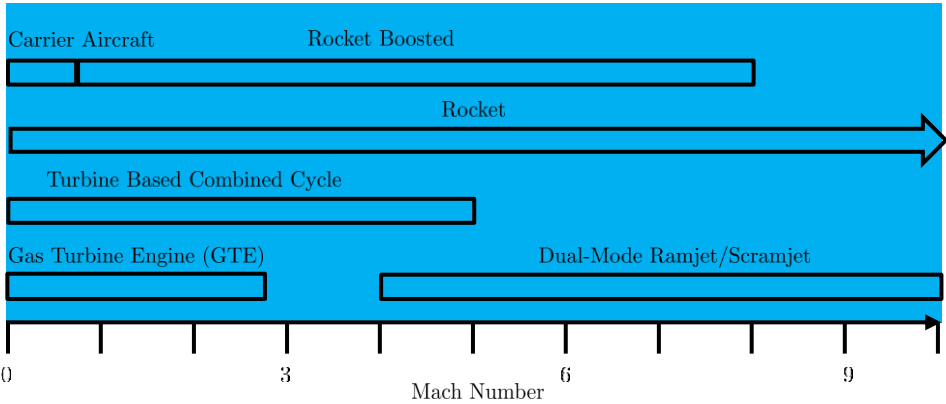 Carrier Aircraft
Rocket Boosted
Rocket
Turbine Based Combined Cycle
Gas Turbine Engine (GTE)
Dual-Mode Ramjet/Scramjet
0 3 6 9
Mach Number